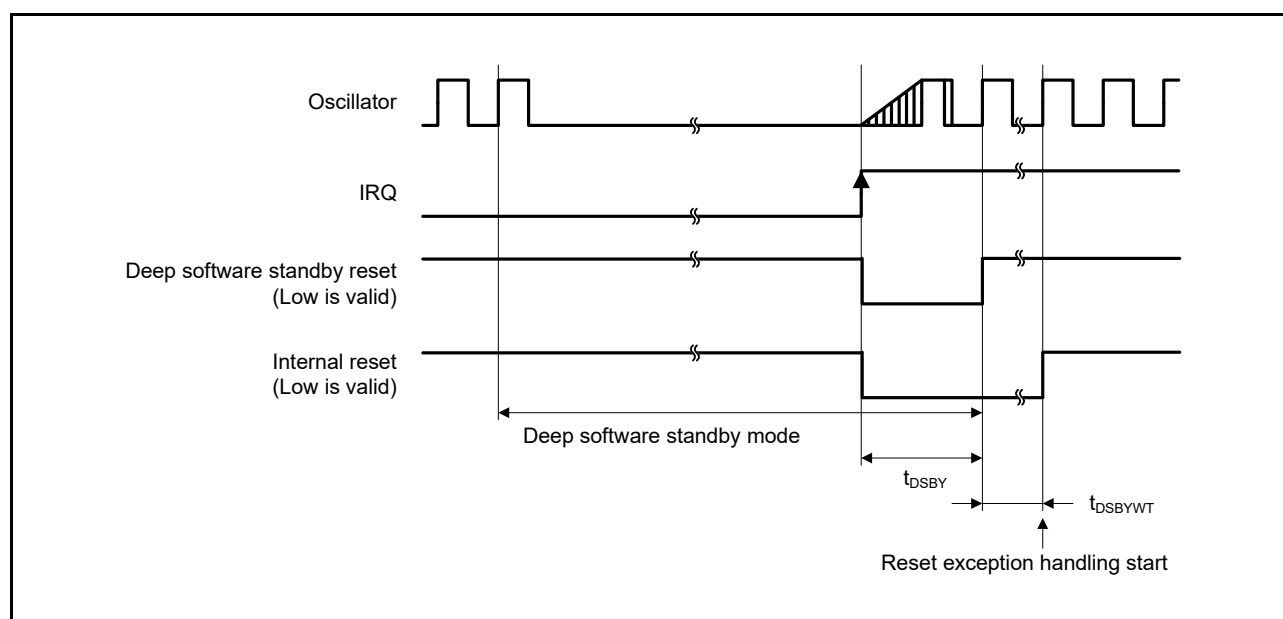 Oscillator
IRQ
Deep software standby reset
(Low is valid)
Internal reset
(Low is valid)
Deep software standby mode
tDSBY
tDSBYWT
Reset exception handling start